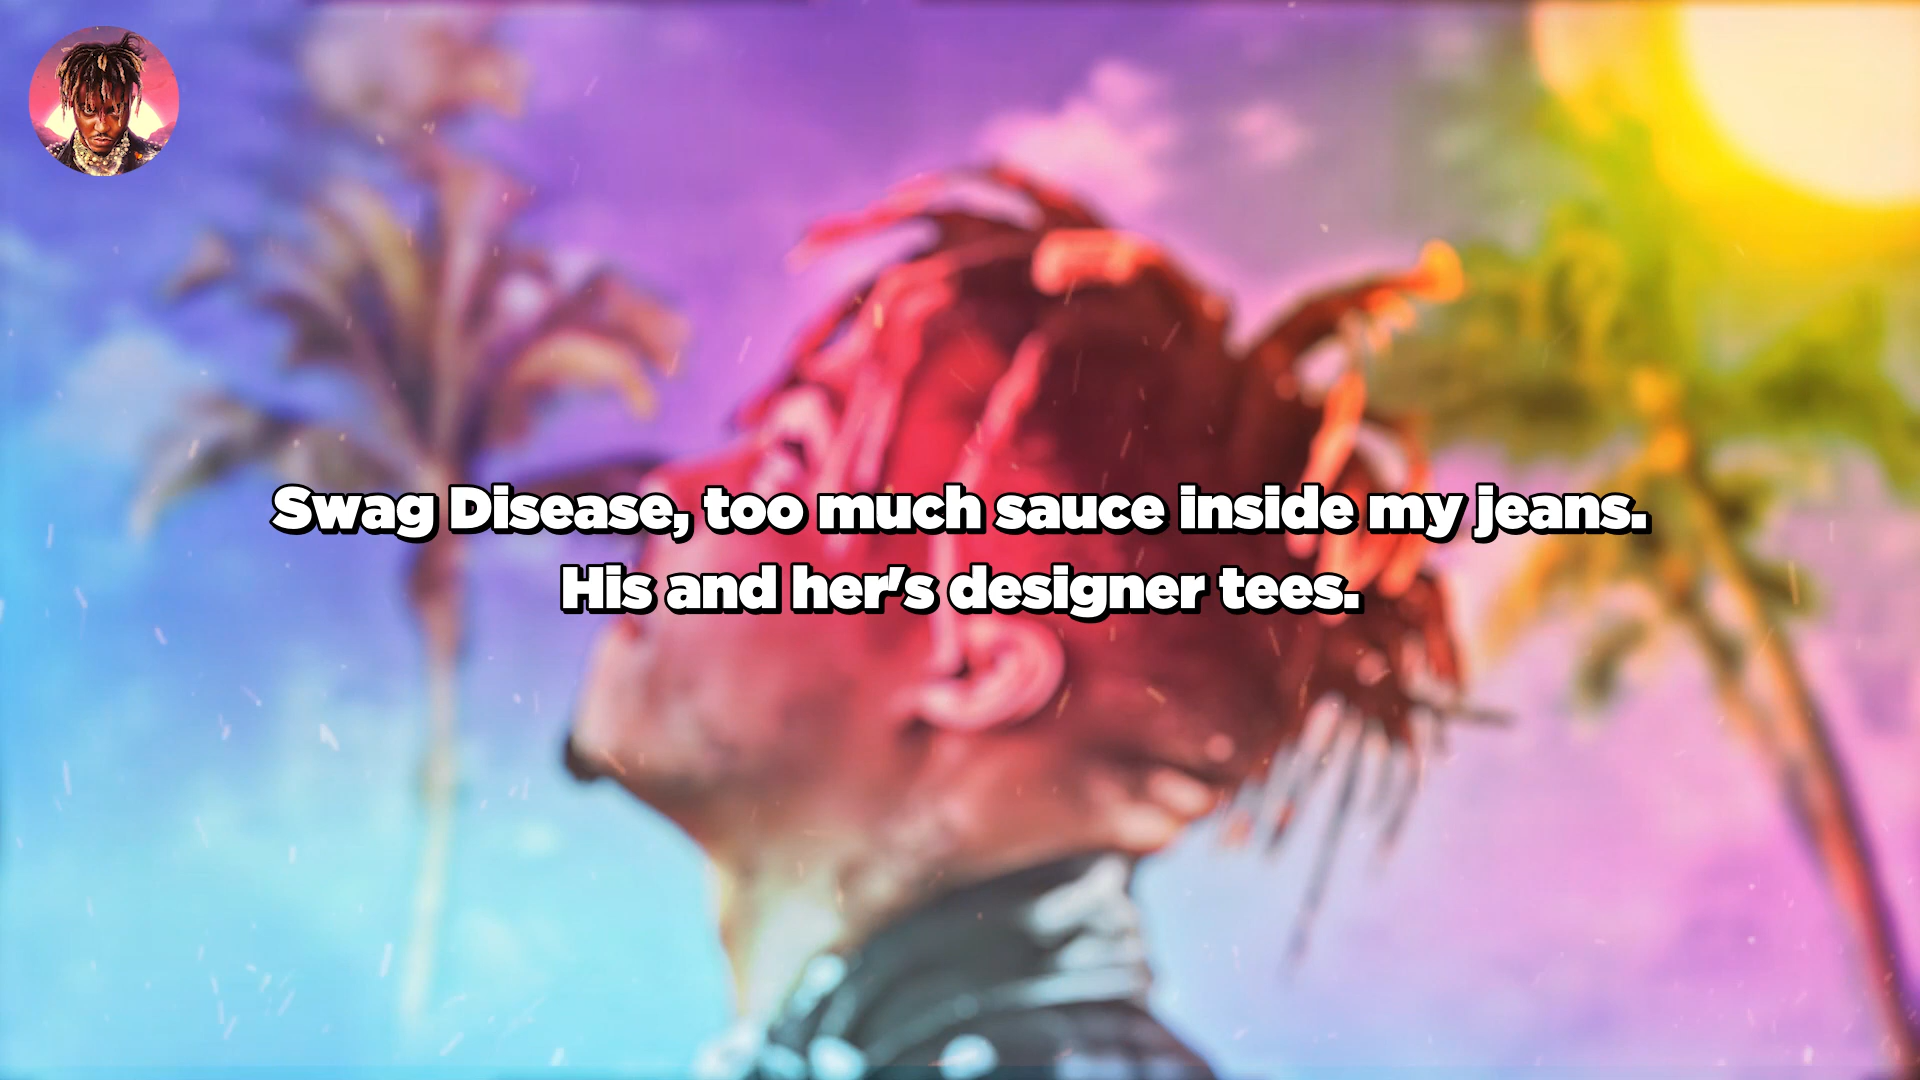 Swag Disease, too much sauce inside my jeans.
His and her's designer tees.